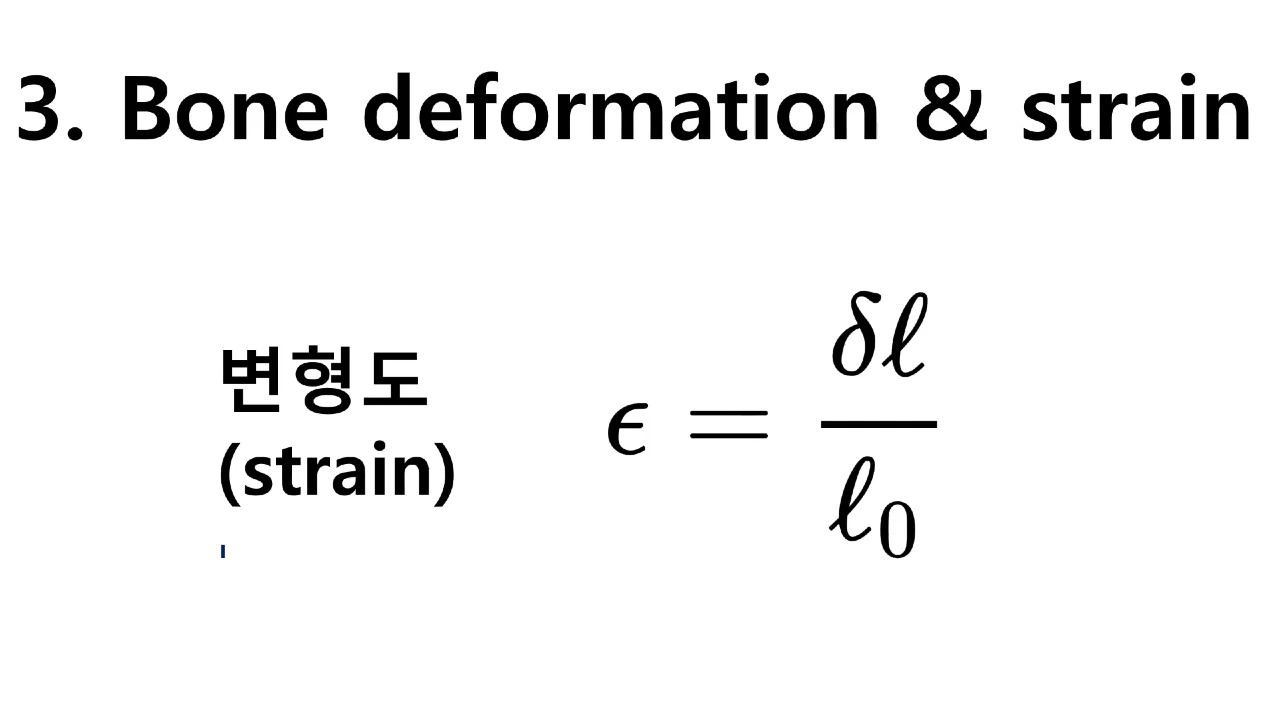 3. Bone deformation & strain
변형도
(strain)
ϵ = δℓ / ℓ₀